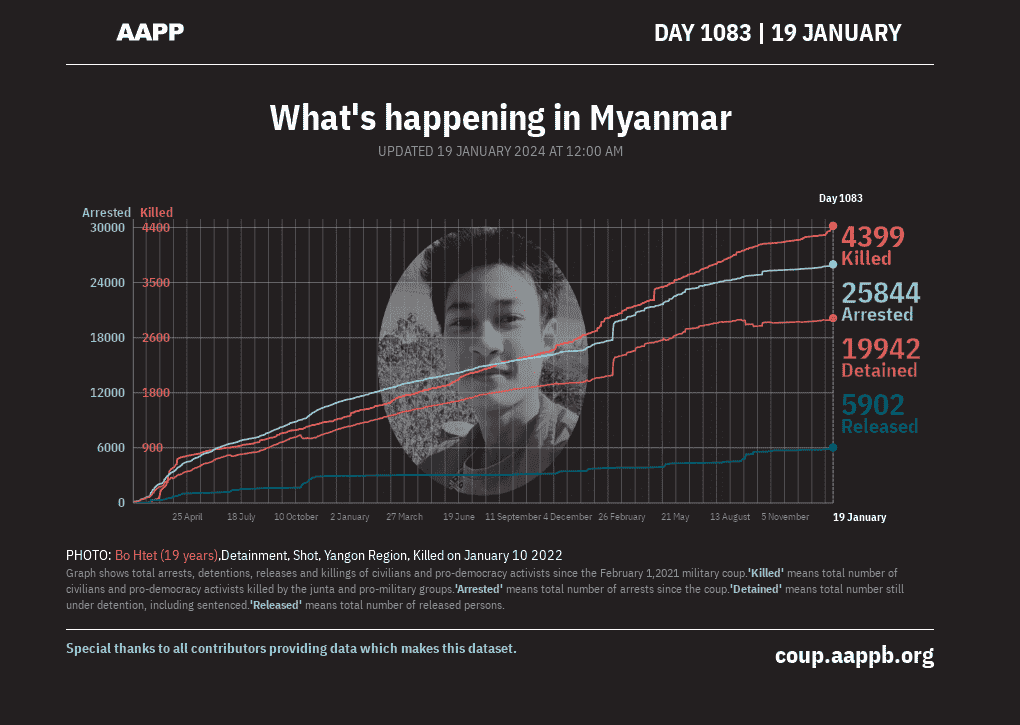 AAPP
DAY 1083 | 19 JANUARY
What's happening in Myanmar
UPDATED 19 JANUARY 2024 AT 12:00 AM
Day 1083
Arrested Killed
30000 4400
24000 3500
18000 2600
12000 1800
6000 900
0
4399
Killed
25844
Arrested
19942
Detained
5902
Released
25 April 18 July 10 October 2 January 27 March 19 June 11 September 4 December 26 February 21 May 13 August 5 November 19 January
PHOTO: Bo Htet (19 years),Detainment, Shot, Yangon Region, Killed on January 10 2022
Graph shows total arrests, detentions, releases and killings of civilians and pro-democracy activists since the February 1,2021 military coup.'Killed' means total number of
civilians and pro-democracy activists killed by the junta and pro-military groups.'Arrested' means total number of arrests since the coup.'Detained' means total number still
under detention, including sentenced.'Released' means total number of released persons.
Special thanks to all contributors providing data which makes this dataset.
coup.aappb.org